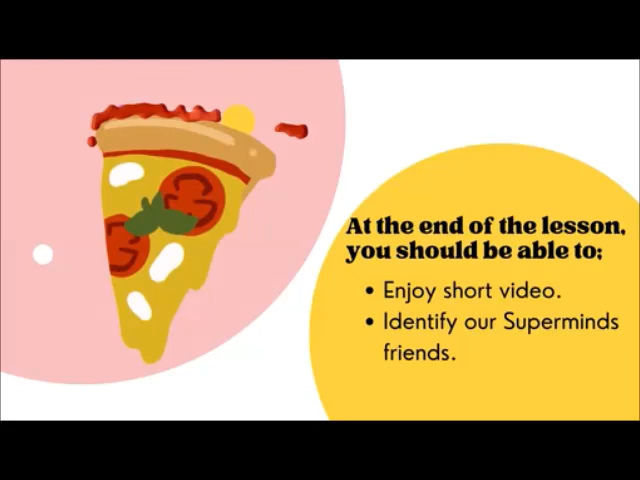 At the end of the lesson,
you should be able to;
• Enjoy short video.
• Identify our Superminds
friends.